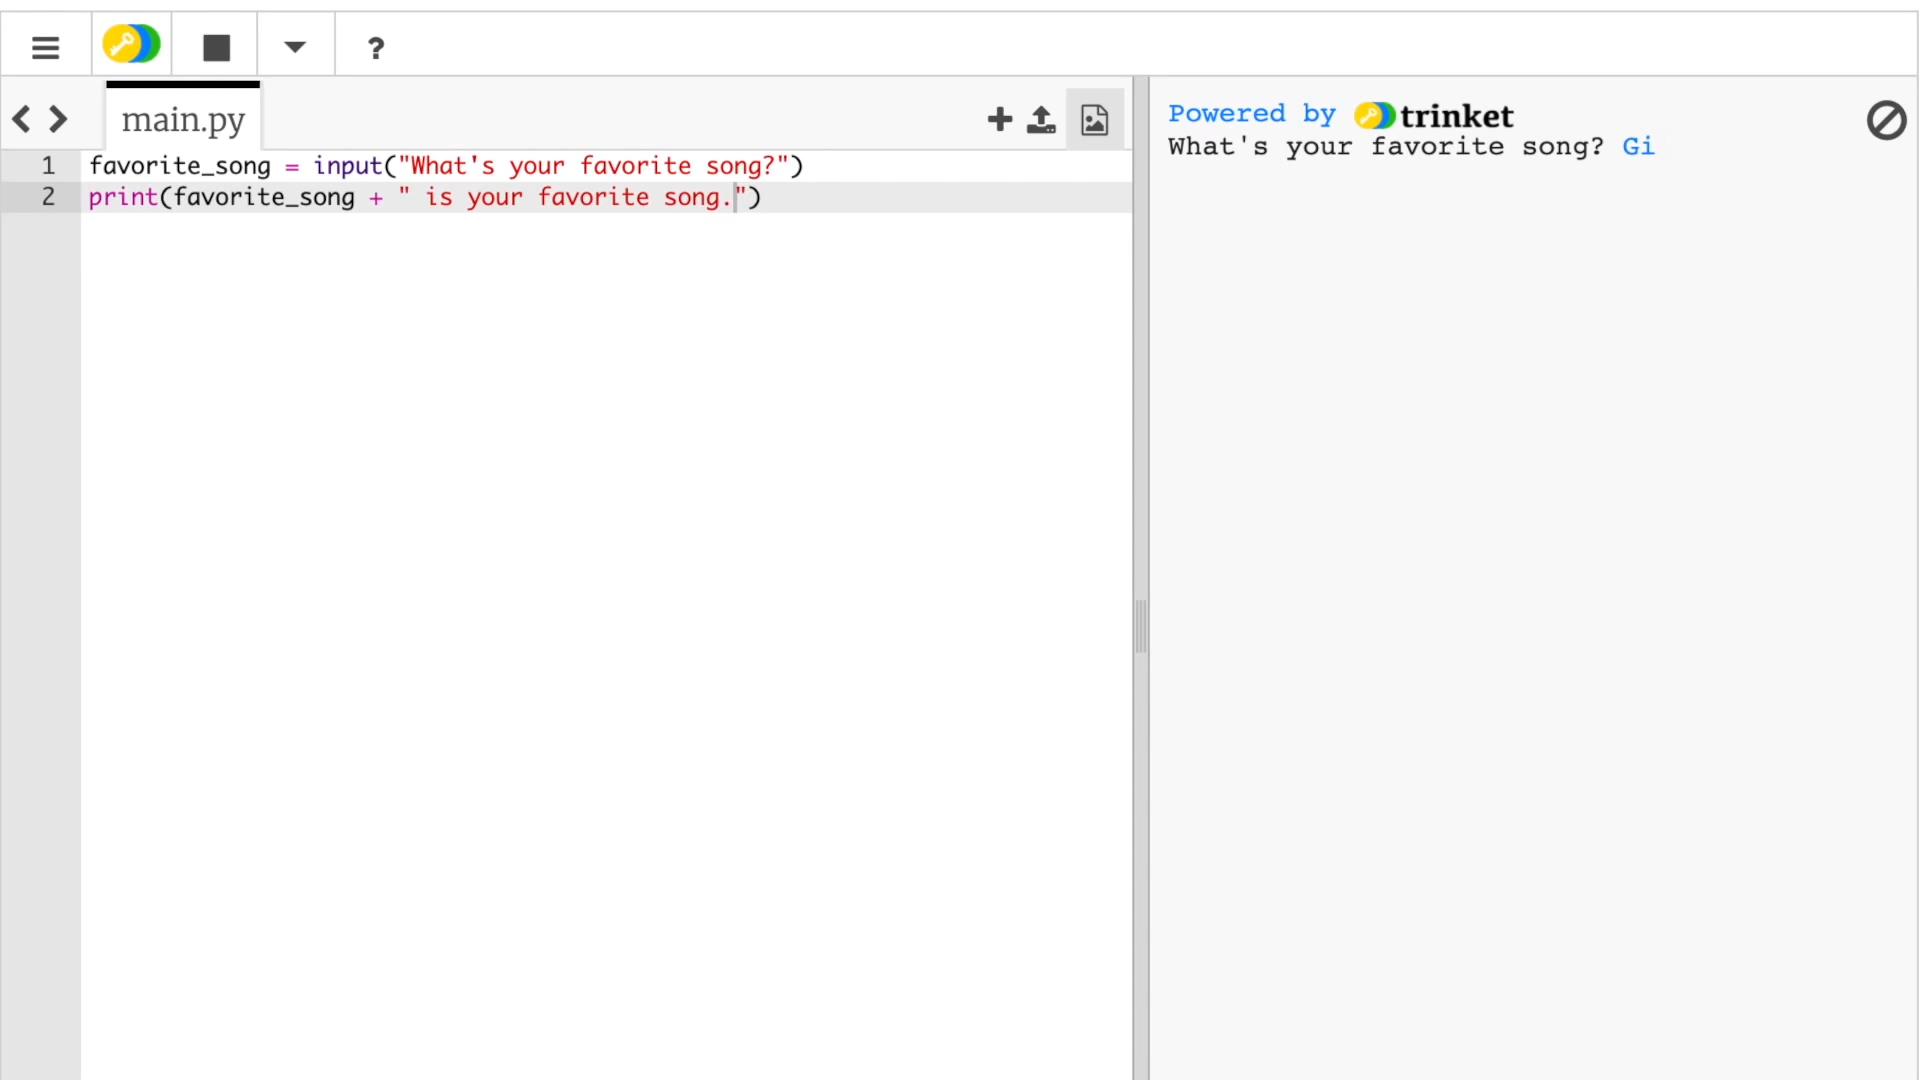 ?
main.py
1 favorite_song = input("What's your favorite song?")
2 print(favorite_song + " is your favorite song.")
Powered by trinket
What's your favorite song? Gi